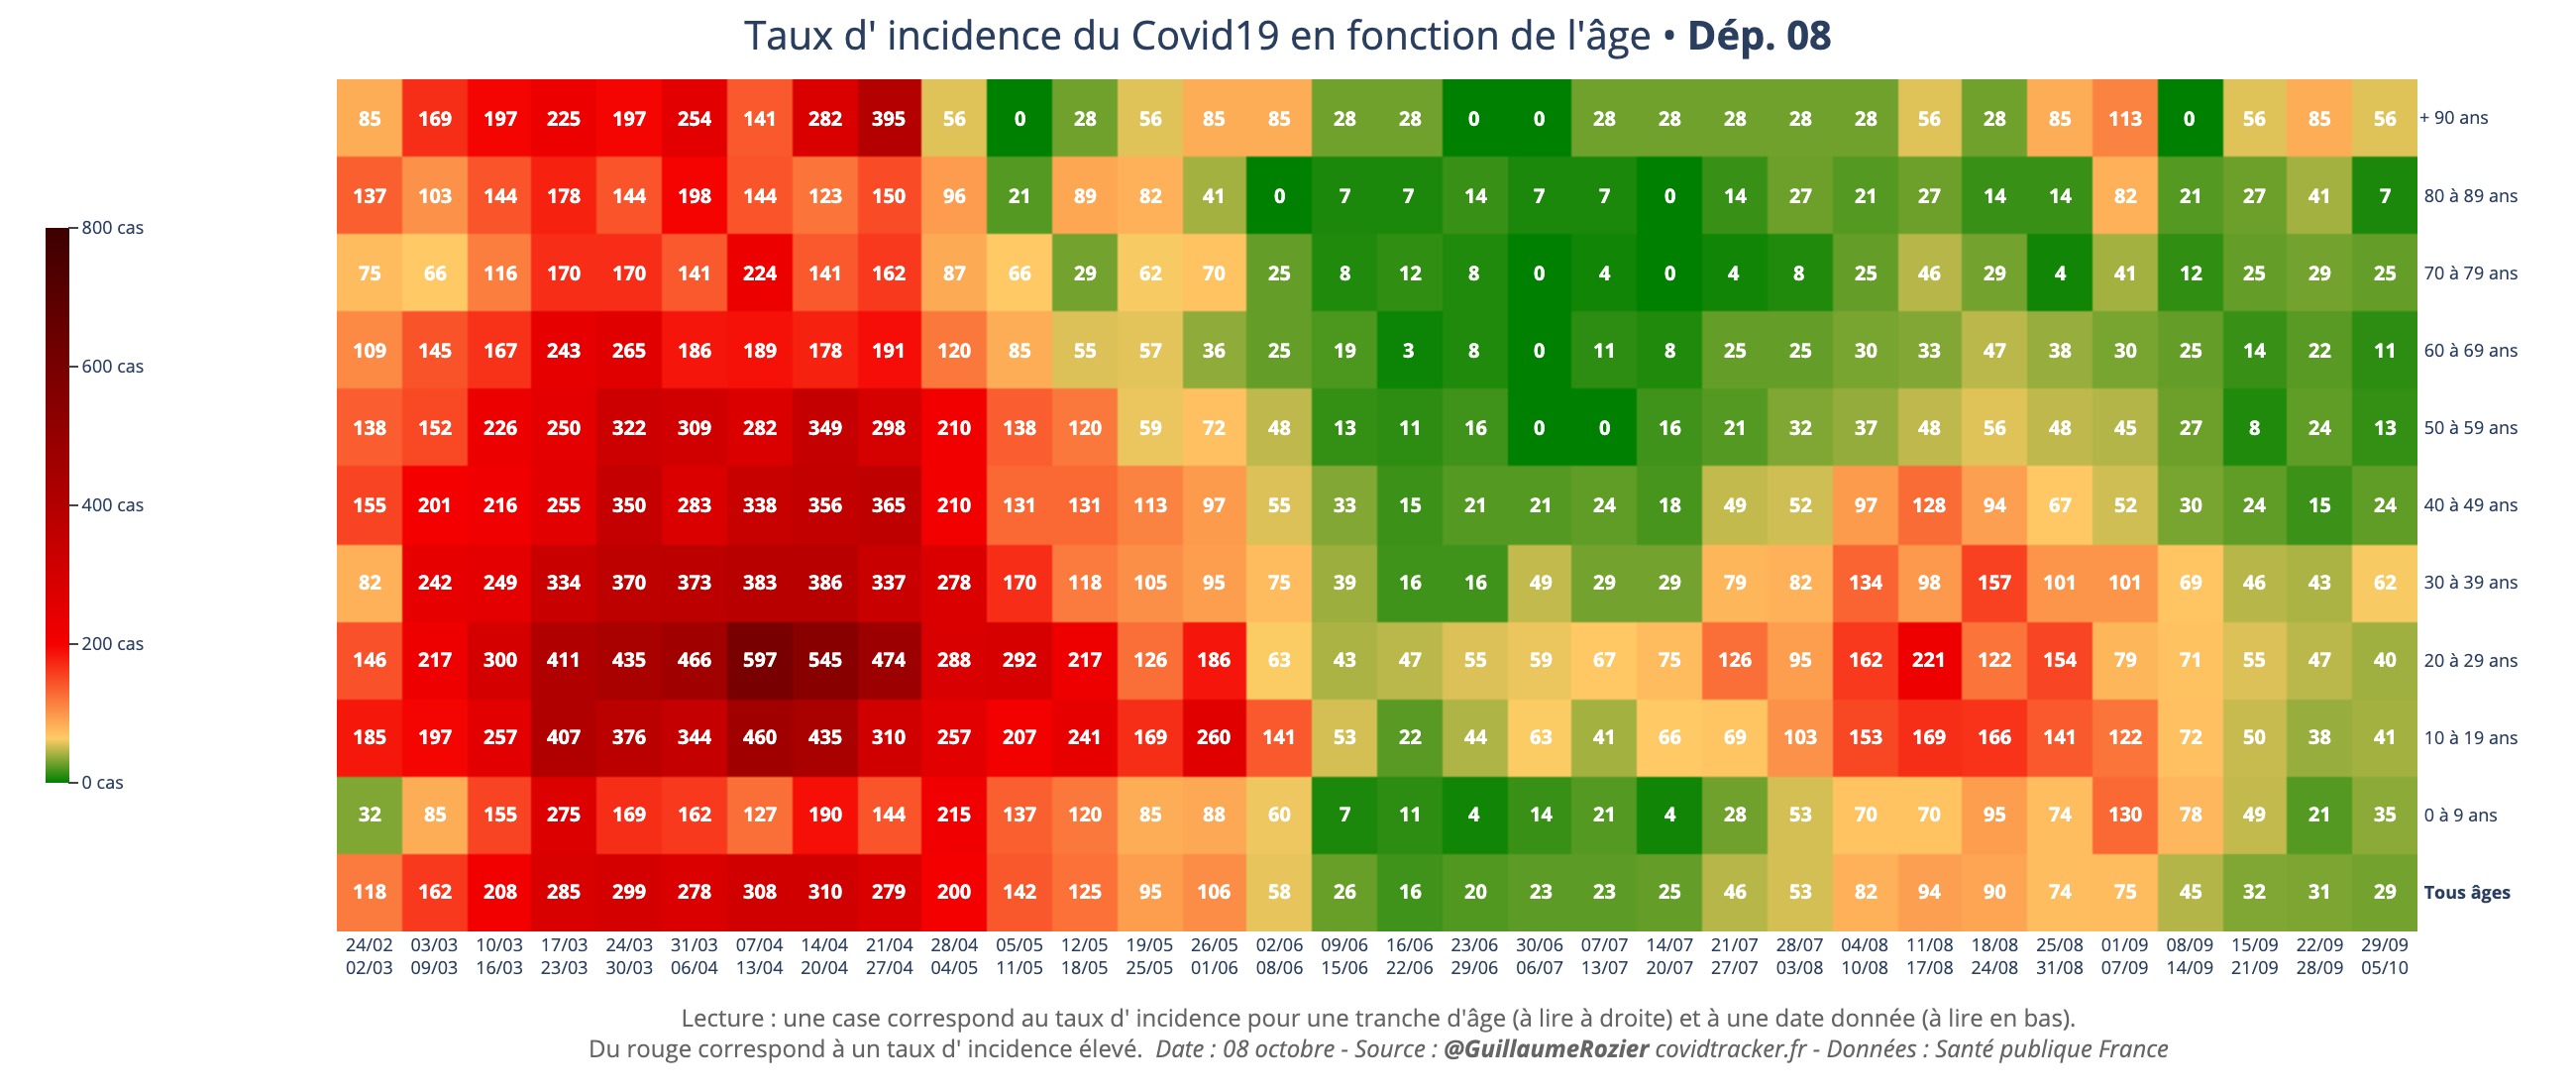 Taux d' incidence du Covid19 en fonction de l'âge • Dép. 08
800 cas
600 cas
400 cas
200 cas
0 cas
85 169 197 225 197 254 141 282 395 56 0 28 56 85 85 28 28 0 0 28 28 28 28 28 56 28 85 113 0 56 85 56 + 90 ans
137 103 144 178 144 198 144 123 150 96 21 89 82 41 0 7 7 14 7 7 0 14 27 21 27 14 14 82 21 27 41 7 80 à 89 ans
75 66 116 170 170 141 224 141 162 87 66 29 62 70 25 8 12 8 0 4 0 4 8 25 46 29 4 41 12 25 29 25 70 à 79 ans
109 145 167 243 265 186 189 178 191 120 85 55 57 36 25 19 3 8 0 11 8 25 25 30 33 47 38 30 25 14 22 11 60 à 69 ans
138 152 226 250 322 309 282 349 298 210 138 120 59 72 48 13 11 16 0 0 16 21 32 37 48 56 48 45 27 8 24 13 50 à 59 ans
155 201 216 255 350 283 338 356 365 210 131 131 113 97 55 33 15 21 21 24 18 49 52 97 128 94 67 52 30 24 15 24 40 à 49 ans
82 242 249 334 370 373 383 386 337 278 170 118 105 95 75 39 16 16 49 29 29 79 82 134 98 157 101 101 69 46 43 62 30 à 39 ans
146 217 300 411 435 466 597 545 474 288 292 217 126 186 63 43 47 55 59 67 75 126 95 162 221 122 154 79 71 55 47 40 20 à 29 ans
185 197 257 407 376 344 460 435 310 257 207 241 169 260 141 53 22 44 63 41 66 69 103 153 169 166 141 122 72 50 38 41 10 à 19 ans
32 85 155 275 169 162 127 190 144 215 137 120 85 88 60 7 11 4 14 21 4 28 53 70 70 95 74 130 78 49 21 35 0 à 9 ans
118 162 208 285 299 278 308 310 279 200 142 125 95 106 58 26 16 20 23 23 25 46 53 82 94 90 74 75 45 32 31 29 Tous âges
24/02 03/03 10/03 17/03 24/03 31/03 07/04 14/04 21/04 28/04 05/05 12/05 19/05 26/05 02/06 09/06 16/06 23/06 30/06 07/07 14/07 21/07 28/07 04/08 11/08 18/08 25/08 01/09 08/09 15/09 22/09 29/09
02/03 09/03 16/03 23/03 30/03 06/04 13/04 20/04 27/04 04/05 11/05 18/05 25/05 01/06 08/06 15/06 22/06 29/06 06/07 13/07 20/07 27/07 03/08 10/08 17/08 24/08 31/08 07/09 14/09 21/09 28/09 05/10
Lecture : une case correspond au taux d' incidence pour une tranche d'âge (à lire à droite) et à une date donnée (à lire en bas).
Du rouge correspond à un taux d' incidence élevé. Date : 08 octobre - Source : @GuillaumeRozier covidtracker.fr - Données : Santé publique France